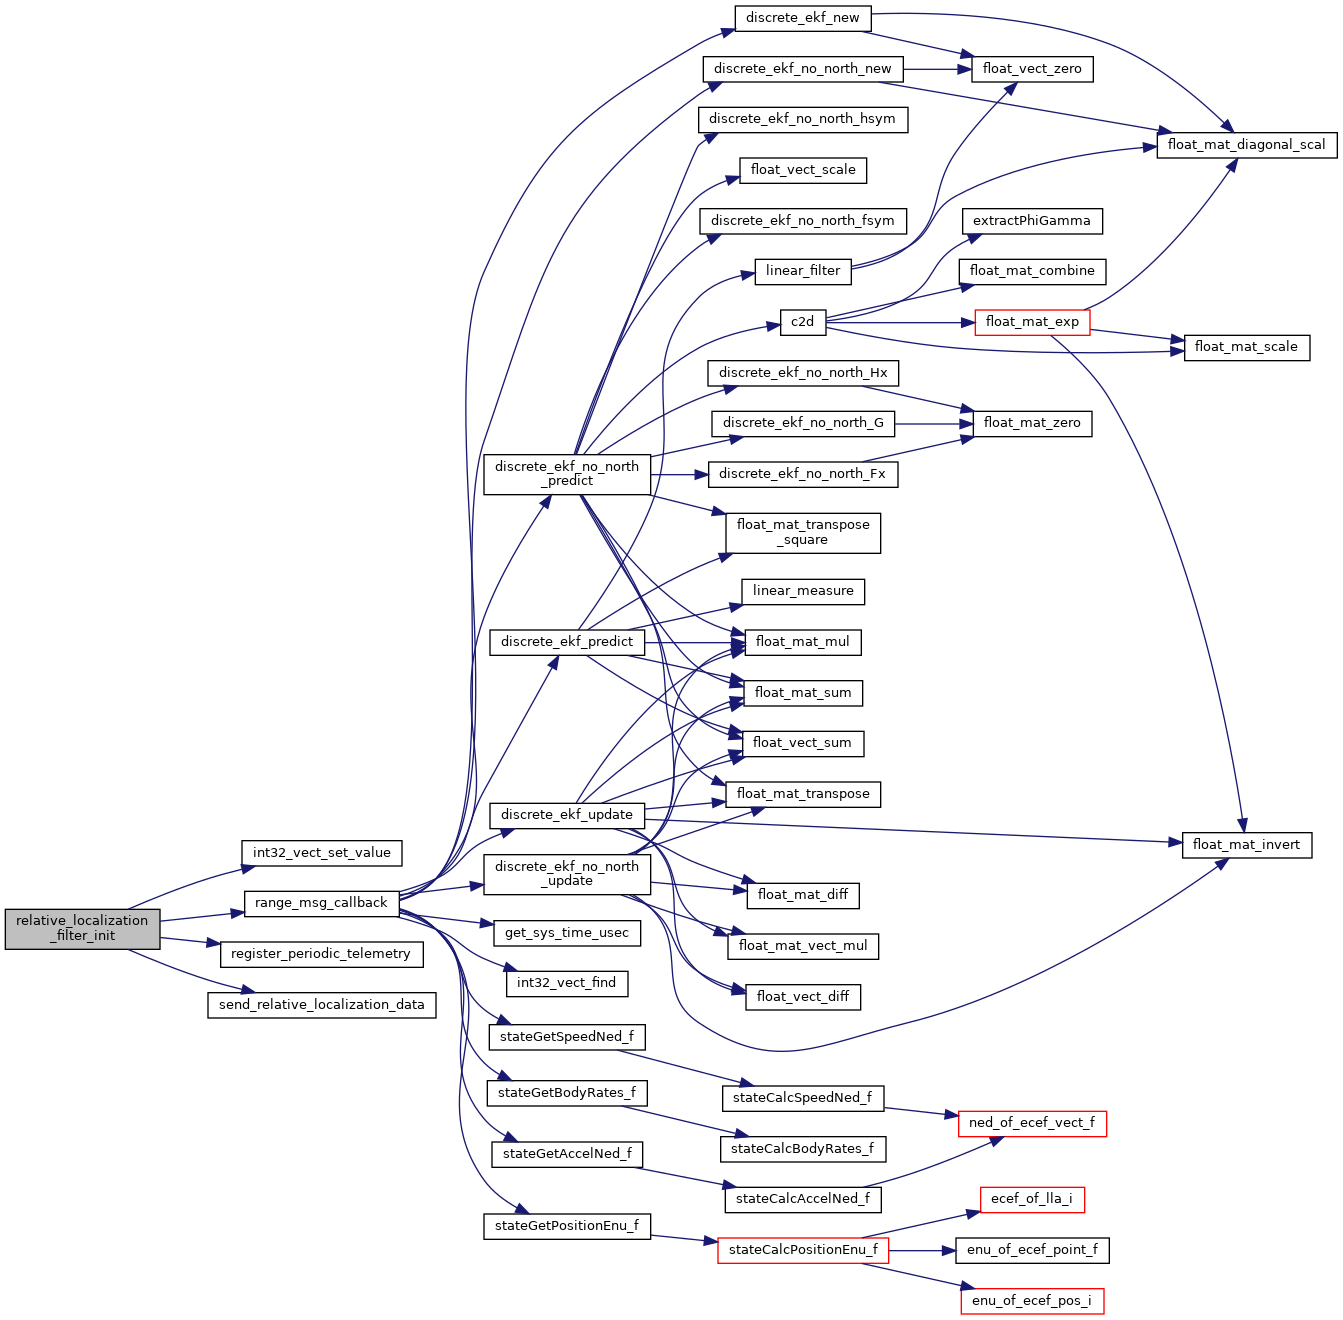 relative_localization
_filter_init
int32_vect_set_value
range_msg_callback
register_periodic_telemetry
send_relative_localization_data
discrete_ekf_no_north
_predict
discrete_ekf_predict
discrete_ekf_update
discrete_ekf_no_north
_update
get_sys_time_usec
int32_vect_find
stateGetSpeedNed_f
stateGetBodyRates_f
stateGetAccelNed_f
stateGetPositionEnu_f
discrete_ekf_new
discrete_ekf_no_north_new
discrete_ekf_no_north_hsym
float_vect_scale
discrete_ekf_no_north_fsym
linear_filter
c2d
discrete_ekf_no_north_Hx
discrete_ekf_no_north_G
discrete_ekf_no_north_Fx
float_mat_transpose
_square
linear_measure
float_mat_mul
float_mat_sum
float_vect_sum
float_mat_transpose
float_mat_diff
float_mat_vect_mul
float_vect_diff
stateCalcSpeedNed_f
stateCalcBodyRates_f
stateCalcAccelNed_f
stateCalcPositionEnu_f
float_vect_zero
extractPhiGamma
float_mat_combine
float_mat_exp
float_mat_zero
ned_of_ecef_vect_f
ecef_of_lla_i
enu_of_ecef_point_f
enu_of_ecef_pos_i
float_mat_diagonal_scal
float_mat_scale
float_mat_invert